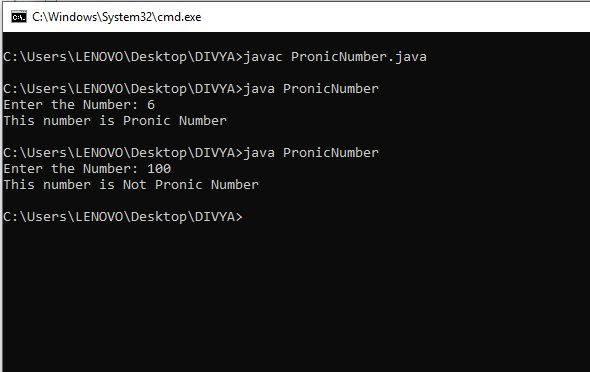 C:\Windows\System32\cmd.exe
C:\Users\LENOVO\Desktop\DIVYA>javac PronicNumber.java
C:\Users\LENOVO\Desktop\DIVYA>java PronicNumber
Enter the Number: 6
This number is Pronic Number
C:\Users\LENOVO\Desktop\DIVYA>java PronicNumber
Enter the Number: 100
This number is Not Pronic Number
C:\Users\LENOVO\Desktop\DIVYA>